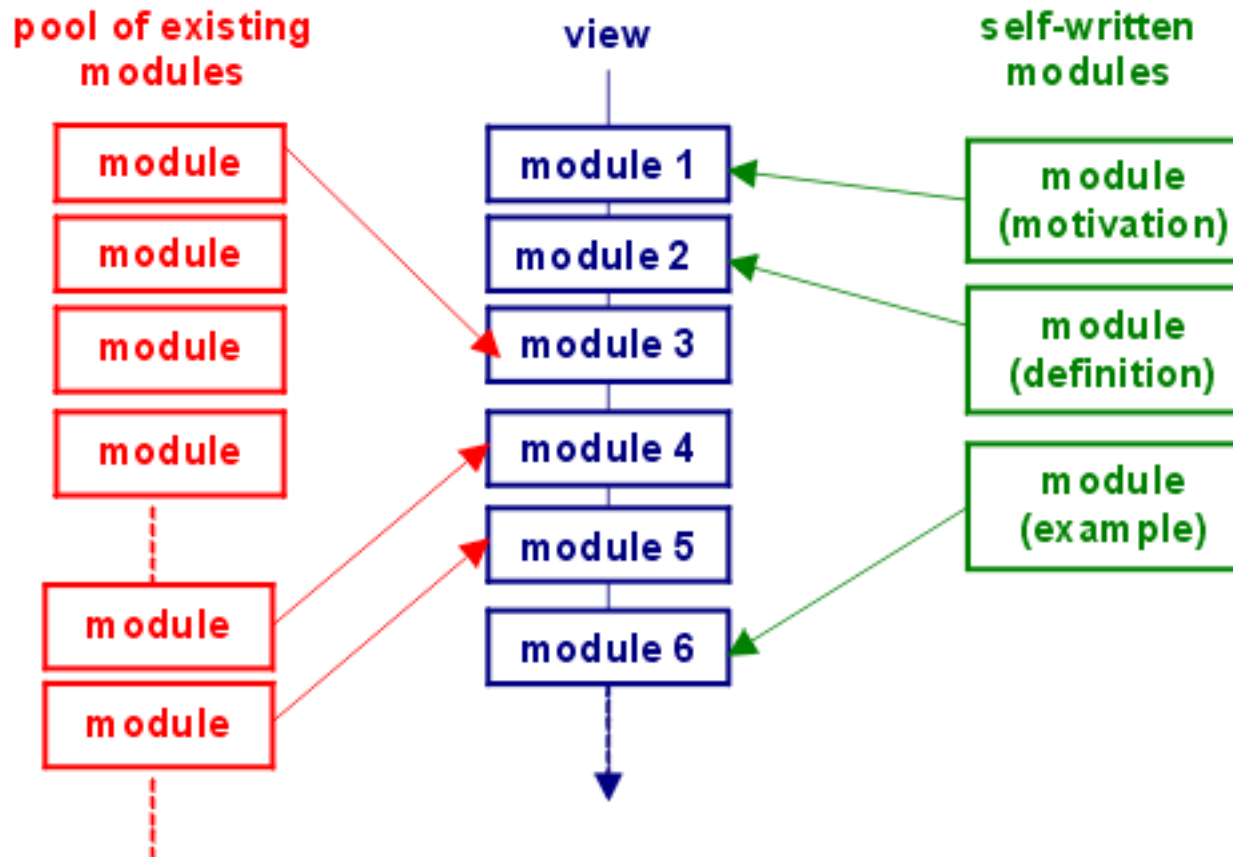 pool of existing
modules
module
module
module
module
module
module
view
module 1
module 2
module 3
module 4
module 5
module 6
self-written
modules
module
(motivation)
module
(definition)
module
(example)